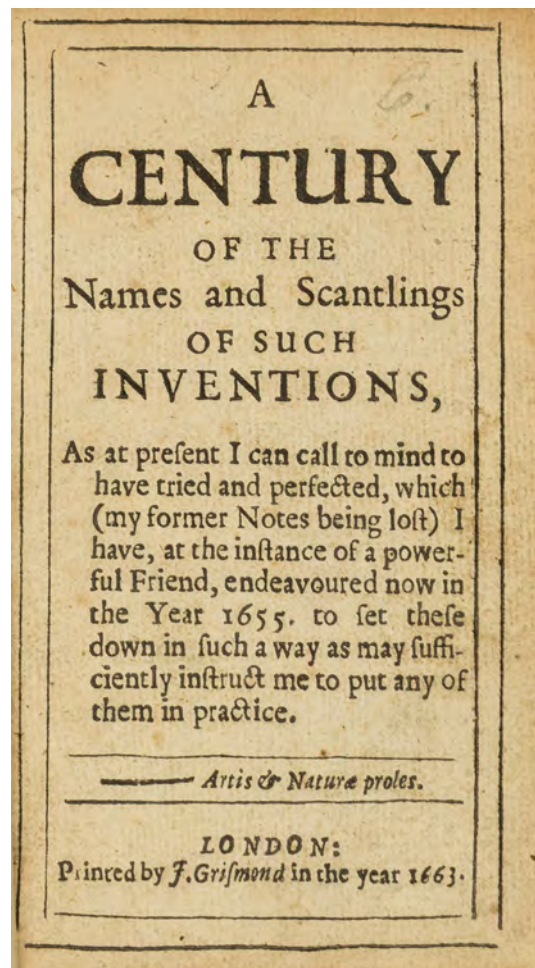 A
CENTURY
OF THE
Names and Scantlings
OF SUCH
INVENTIONS,
As at preſent I can call to mind to
have tried and perfected, which
(my former Notes being loſt) I
have, at the inſtance of a power-
ful Friend, endeavoured now in
the Year 1655. to ſet theſe
down in ſuch a way as may ſuffi-
ciently inſtruct me to put any of
them in practice.
Artis & Naturæ proles.
LONDON:
Printed by J. Griſmond in the year 1663.